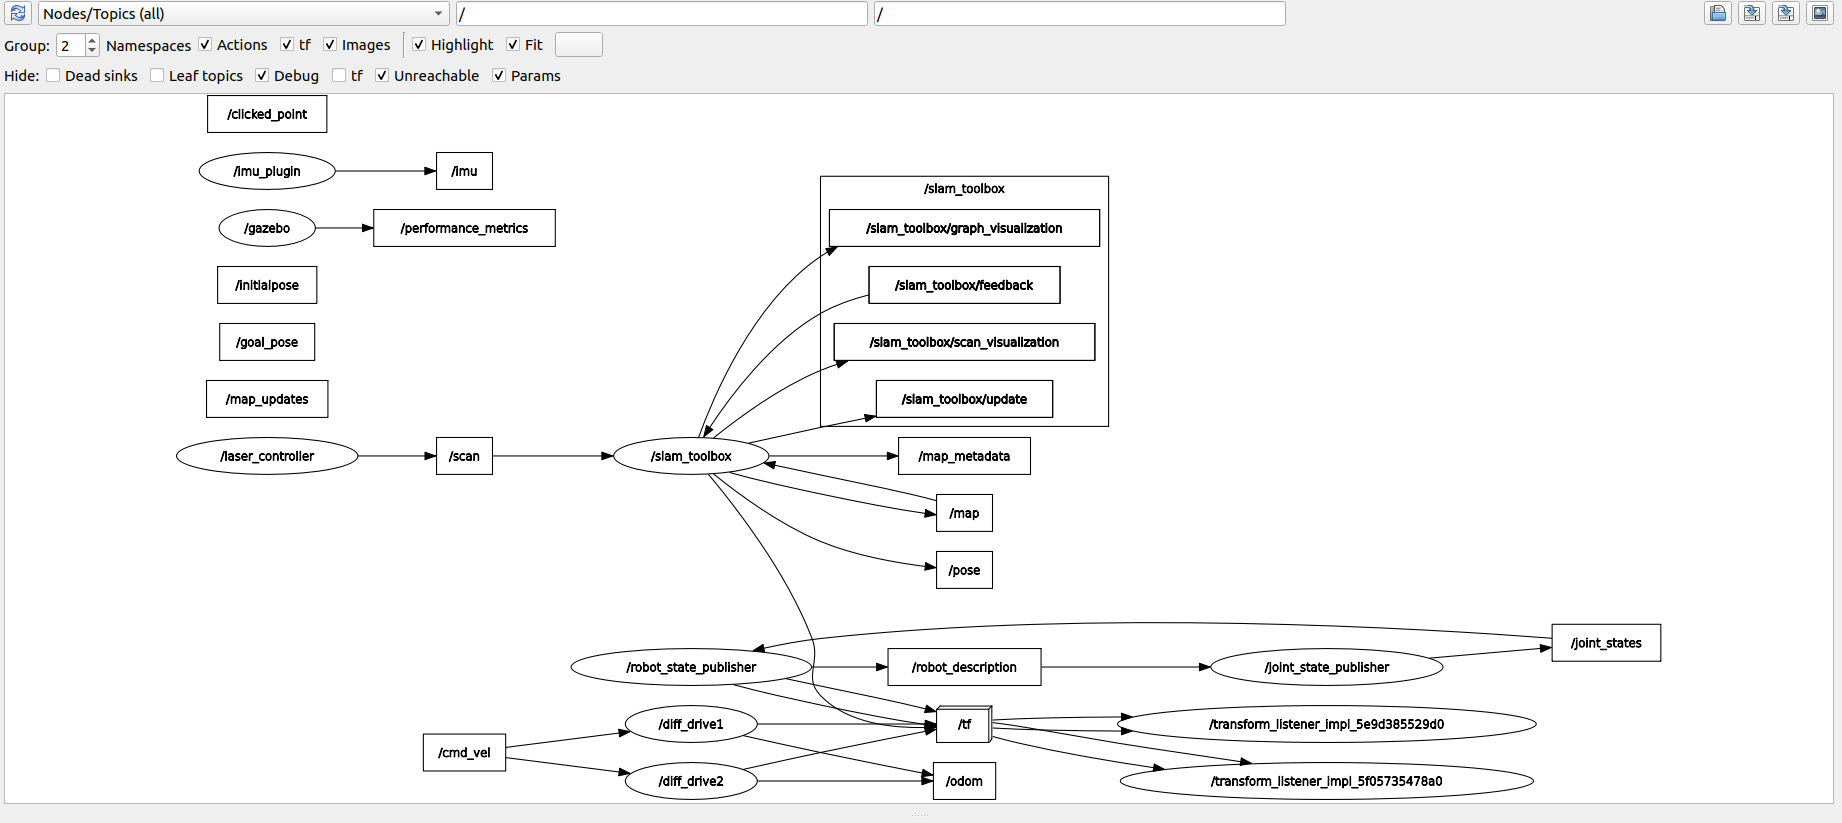 Nodes/Topics (all) / /
Group: 2 Namespaces Actions tf Images Highlight Fit
Hide: Dead sinks Leaf topics Debug tf Unreachable Params
/clicked_point
/imu_plugin /imu
/slam_toolbox
/gazebo /performance_metrics /slam_toolbox/graph_visualization
/initialpose /slam_toolbox/feedback
/goal_pose /slam_toolbox/scan_visualization
/map_updates /slam_toolbox/update
/laser_controller /scan /slam_toolbox /map_metadata
/map
/pose
/joint_states
/robot_state_publisher /robot_description /joint_state_publisher
/diff_drive1 /tf /transform_listener_impl_5e9d385529d0
/cmd_vel
/diff_drive2 /odom /transform_listener_impl_5f05735478a0